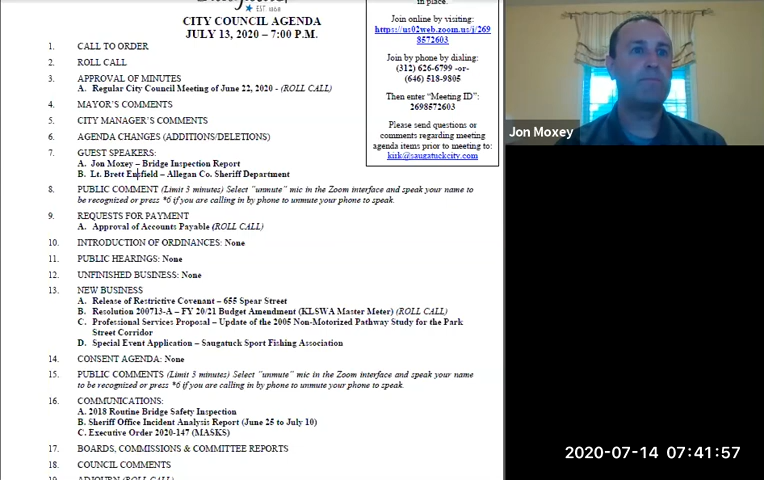 EST. 1868
CITY COUNCIL AGENDA
JULY 13, 2020 – 7:00 P.M.
1. CALL TO ORDER
2. ROLL CALL
3. APPROVAL OF MINUTES
A. Regular City Council Meeting of June 22, 2020 - (ROLL CALL)
4. MAYOR'S COMMENTS
5. CITY MANAGER'S COMMENTS
6. AGENDA CHANGES (ADDITIONS/DELETIONS)
7. GUEST SPEAKERS:
A. Jon Moxey – Bridge Inspection Report
B. Lt. Brett Ensfield – Allegan Co. Sheriff Department
8. PUBLIC COMMENT (Limit 3 minutes) Select "unmute" mic in the Zoom interface and speak your name to
be recognized or press *6 if you are calling in by phone to unmute your phone to speak.
9. REQUESTS FOR PAYMENT
A. Approval of Accounts Payable (ROLL CALL)
10. INTRODUCTION OF ORDINANCES: None
11. PUBLIC HEARINGS: None
12. UNFINISHED BUSINESS: None
13. NEW BUSINESS
A. Release of Restrictive Covenant – 655 Spear Street
B. Resolution 200713-A – FY 20/21 Budget Amendment (KLSWA Master Meter) (ROLL CALL)
C. Professional Services Proposal – Update of the 2005 Non-Motorized Pathway Study for the Park
Street Corridor
D. Special Event Application – Saugatuck Sport Fishing Association
14. CONSENT AGENDA: None
15. PUBLIC COMMENTS (Limit 3 minutes) Select "unmute" mic in the Zoom interface and speak your name
to be recognized or press *6 if you are calling in by phone to unmute your phone to speak.
16. COMMUNICATIONS:
A. 2018 Routine Bridge Safety Inspection
B. Sheriff Office Incident Analysis Report (June 25 to July 10)
C. Executive Order 2020-147 (MASKS)
17. BOARDS, COMMISSIONS & COMMITTEE REPORTS
18. COUNCIL COMMENTS
19. ADJOURN (ROLL CALL)
in place.
Join online by visiting:
https://us02web.zoom.us/j/269
8572603
Join by phone by dialing:
(312) 626-6799 -or-
(646) 518-9805
Then enter "Meeting ID":
2698572603
Please send questions or
comments regarding meeting
agenda items prior to meeting to:
kirk@saugatuckcity.com
Jon Moxey
2020-07-14 07:41:57